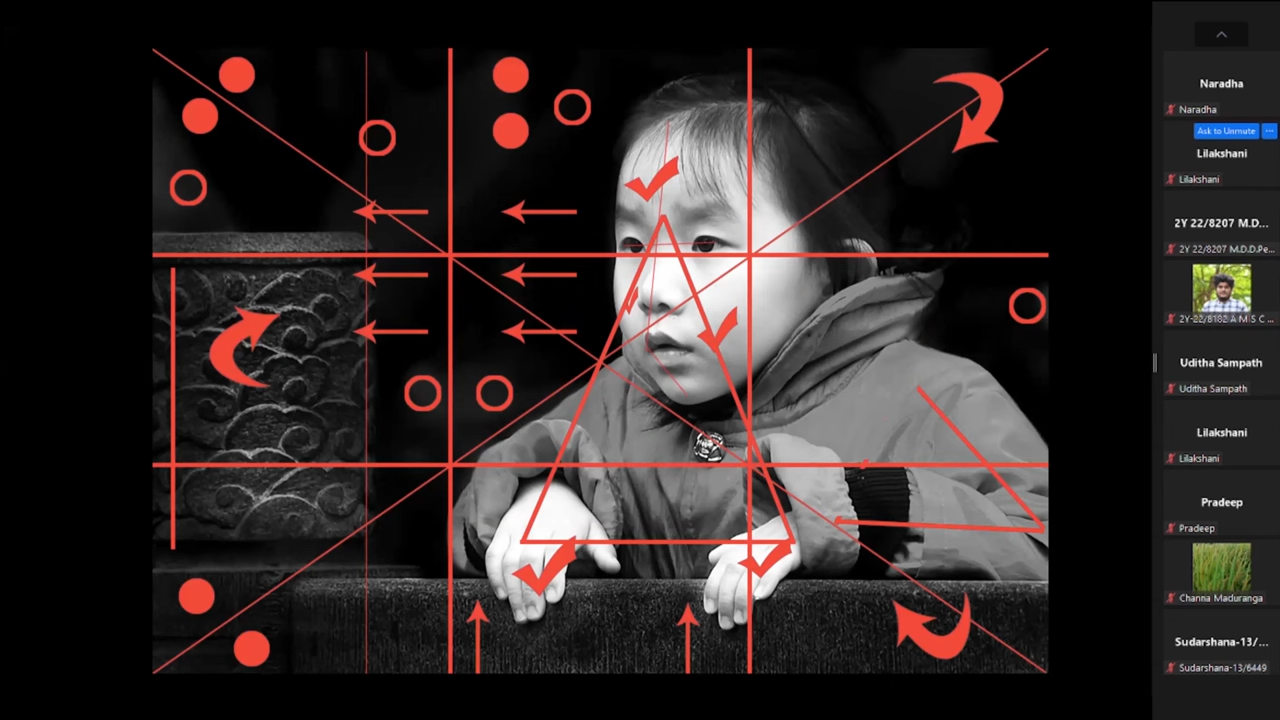 Naradha
Naradha
Ask to Unmute
Lilakshani
Lilakshani
2Y 22/8207 M.D...
2Y 22/8207 M.D.D.Pe...
2Y-22/8182 A M S C ...
Uditha Sampath
Uditha Sampath
Lilakshani
Lilakshani
Pradeep
Pradeep
Channa Maduranga
Sudarshana-13/...
Sudarshana-13/6449